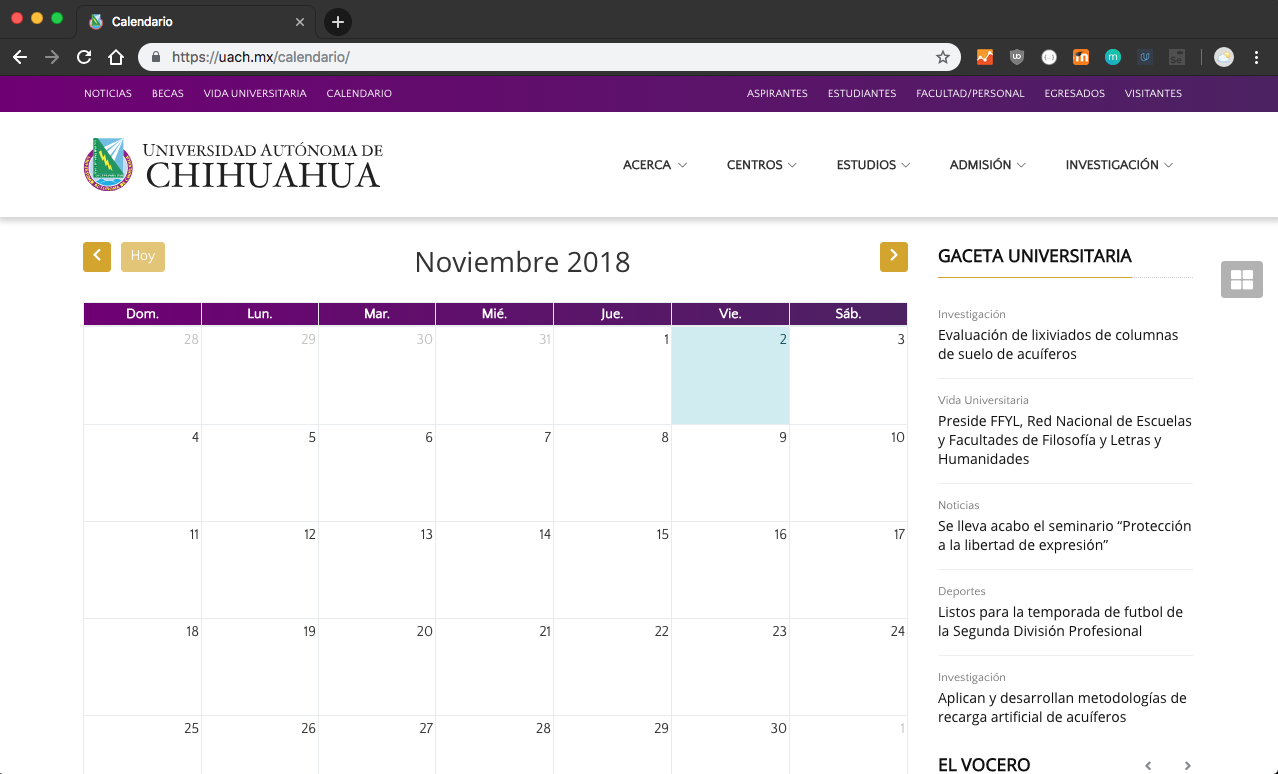 Calendario
https://uach.mx/calendario/
NOTICIAS BECAS VIDA UNIVERSITARIA CALENDARIO ASPIRANTES ESTUDIANTES FACULTAD/PERSONAL EGRESADOS VISITANTES
UNIVERSIDAD AUTÓNOMA DE
CHIHUAHUA
ACERCA CENTROS ESTUDIOS ADMISIÓN INVESTIGACIÓN
Hoy
Noviembre 2018
Dom. Lun. Mar. Mié. Jue. Vie. Sáb.
28 29 30 31 1 2 3
4 5 6 7 8 9 10
11 12 13 14 15 16 17
18 19 20 21 22 23 24
25 26 27 28 29 30 1
GACETA UNIVERSITARIA
Investigación
Evaluación de lixiviados de columnas
de suelo de acuíferos
Vida Universitaria
Preside FFYL, Red Nacional de Escuelas
y Facultades de Filosofía y Letras y
Humanidades
Noticias
Se lleva acabo el seminario “Protección
a la libertad de expresión”
Deportes
Listos para la temporada de futbol de
la Segunda División Profesional
Investigación
Aplican y desarrollan metodologías de
recarga artificial de acuíferos
EL VOCERO